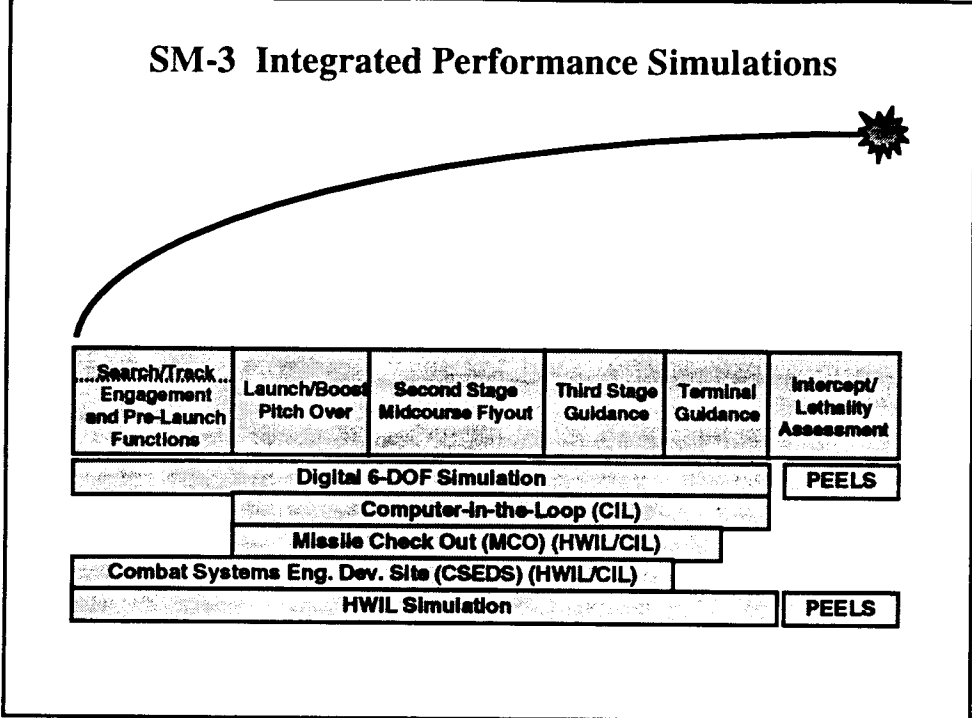 SM-3 Integrated Performance Simulations
Search/Track
Engagement
and Pre-Launch
Functions
Launch/Boost
Pitch Over
Second Stage
Midcourse Flyout
Third Stage
Guidance
Terminal
Guidance
Intercept/
Lethality
Assessment
Digital 6-DOF Simulation
PEELS
Computer-in-the-Loop (CIL)
Missile Check Out (MCO) (HWIL/CIL)
Combat Systems Eng. Dev. Site (CSEDS) (HWIL/CIL)
HWIL Simulation
PEELS